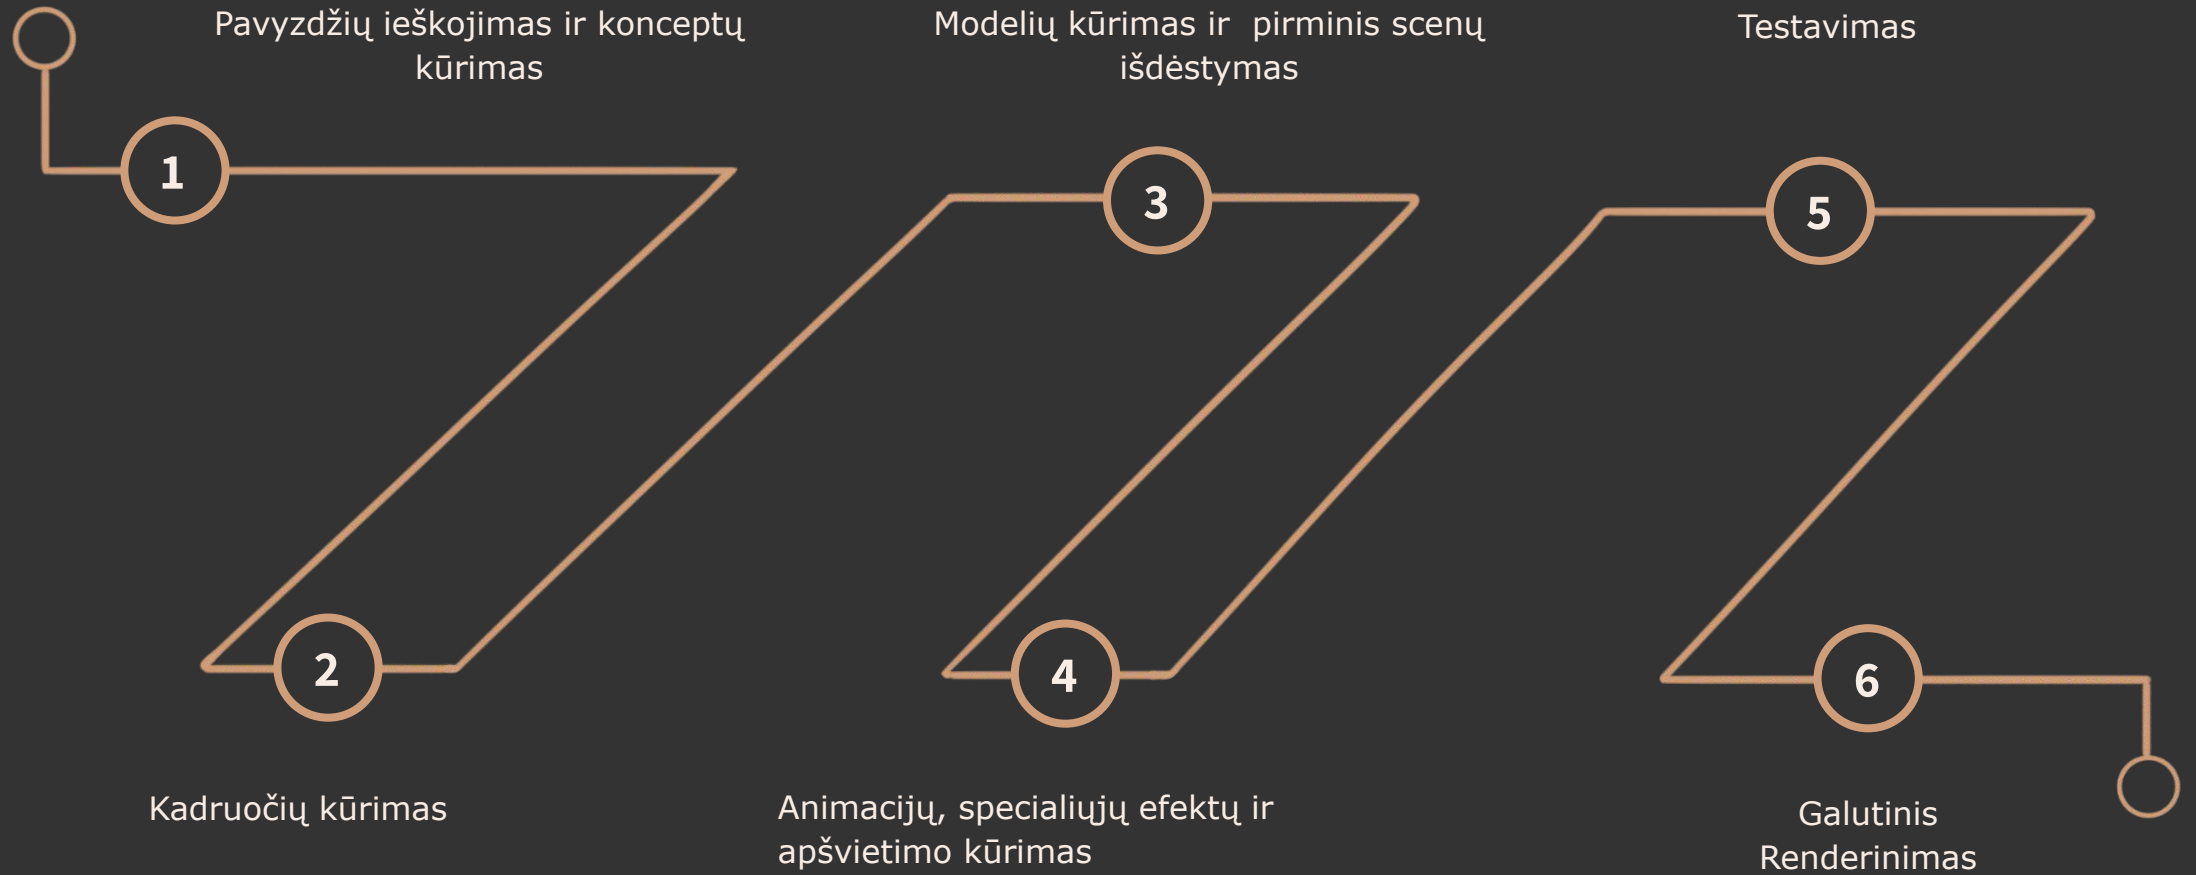 Pavyzdžių ieškojimas ir konceptų
kūrimas
1
Kadruočių kūrimas
2
Modelių kūrimas ir  pirminis scenų
išdėstymas
3
Animacijų, specialiųjų efektų ir
apšvietimo kūrimas
4
Testavimas
5
Galutinis
Renderinimas
6